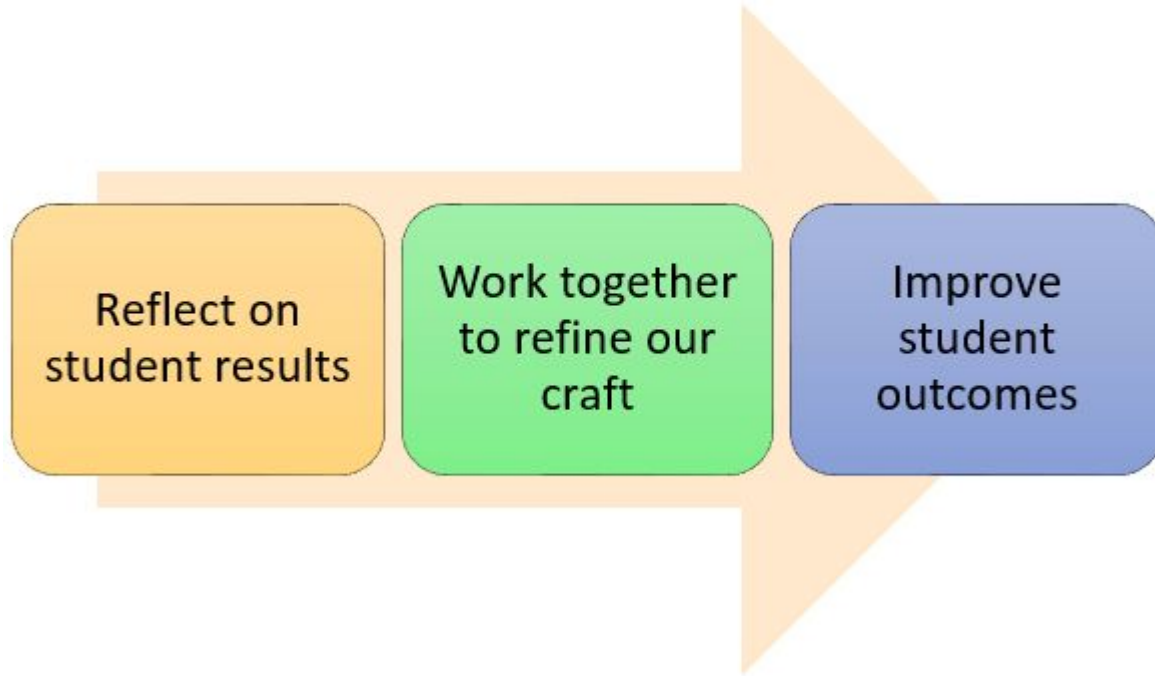 Reflect on
student results
Work together
to refine our
craft
Improve
student
outcomes